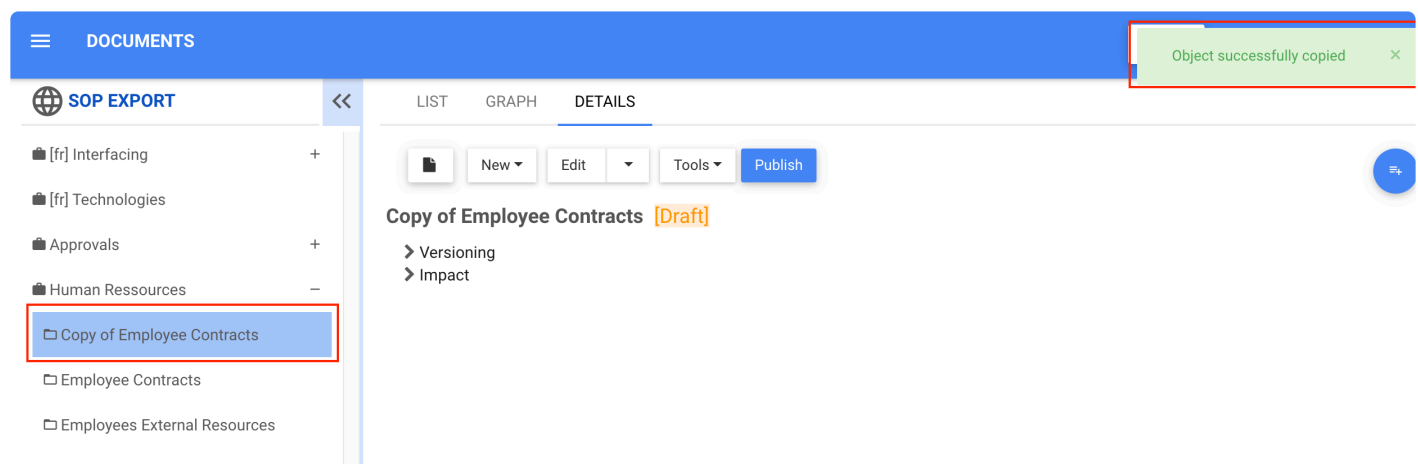 DOCUMENTS
Object successfully copied ×
SOP EXPORT
LIST GRAPH DETAILS
[fr] Interfacing +
New Edit Tools Publish
[fr] Technologies
Copy of Employee Contracts [Draft]
Approvals +
Versioning
Impact
Human Ressources −
Copy of Employee Contracts
Employee Contracts
Employees External Resources